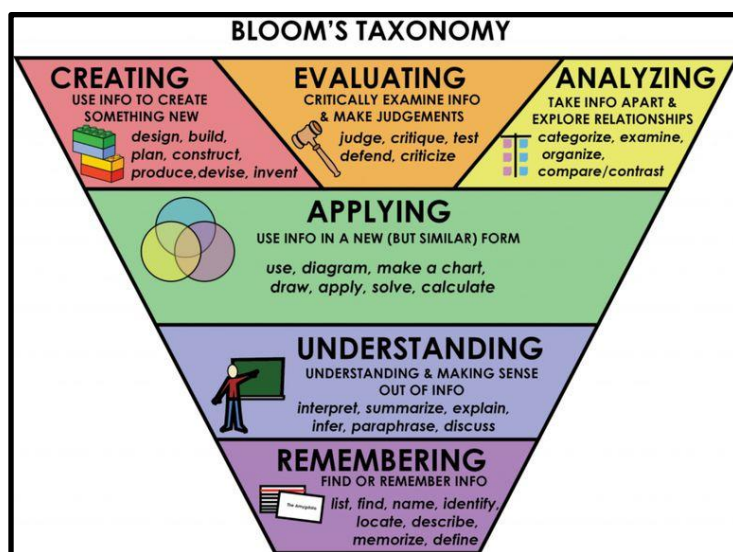 BLOOM'S TAXONOMY
CREATING
USE INFO TO CREATE
SOMETHING NEW
design, build,
plan, construct,
produce,devise, invent
EVALUATING
CRITICALLY EXAMINE INFO
& MAKE JUDGEMENTS
judge, critique, test
defend, criticize
ANALYZING
TAKE INFO APART &
EXPLORE RELATIONSHIPS
categorize, examine,
organize,
compare/contrast
APPLYING
USE INFO IN A NEW (BUT SIMILAR) FORM
use, diagram, make a chart,
draw, apply, solve, calculate
UNDERSTANDING
UNDERSTANDING & MAKING SENSE
OUT OF INFO
interpret, summarize, explain,
infer, paraphrase, discuss
REMEMBERING
FIND OR REMEMBER INFO
list, find, name, identify,
locate, describe,
memorize, define
The Amygdala